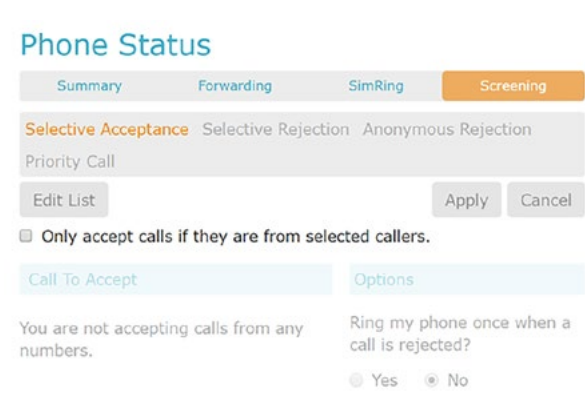 Phone Status
Summary Forwarding SimRing Screening
Selective Acceptance Selective Rejection Anonymous Rejection
Priority Call
Edit List Apply Cancel
Only accept calls if they are from selected callers.
Call To Accept Options
You are not accepting calls from any
numbers.
Ring my phone once when a
call is rejected?
Yes No